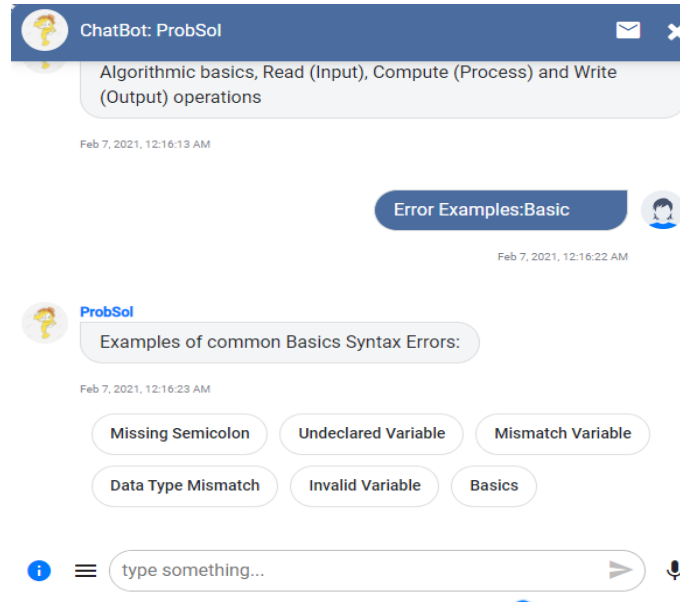 ChatBot: ProbSol
Algorithmic basics, Read (Input), Compute (Process) and Write
(Output) operations
Feb 7, 2021, 12:16:13 AM
Error Examples:Basic
Feb 7, 2021, 12:16:22 AM
ProbSol
Examples of common Basics Syntax Errors:
Feb 7, 2021, 12:16:23 AM
Missing Semicolon
Undeclared Variable
Mismatch Variable
Data Type Mismatch
Invalid Variable
Basics
type something...